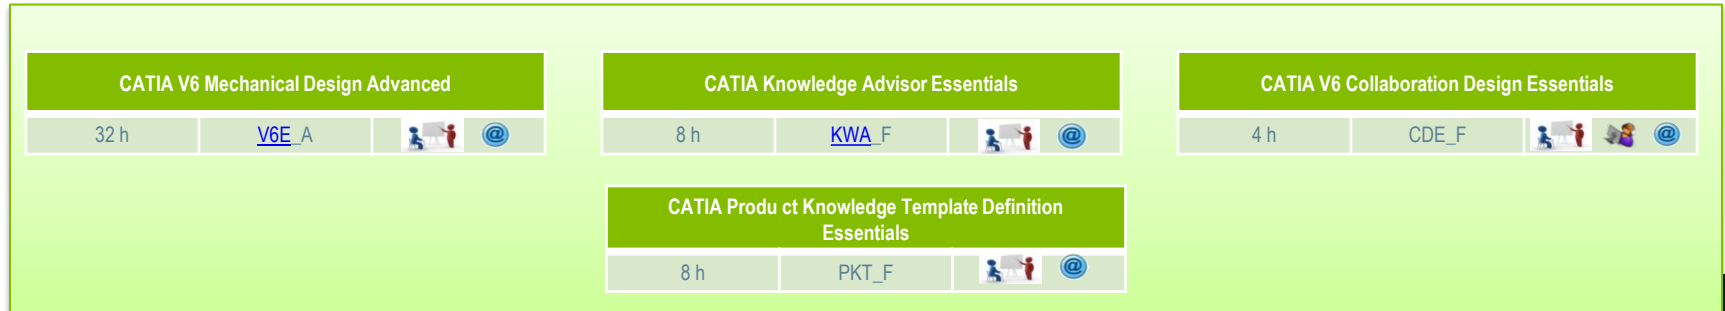 CATIA V6 Mechanical Design Advanced
32 h V6E_A @
CATIA Knowledge Advisor Essentials
8 h KWA_F @
CATIA V6 Collaboration Design Essentials
4 h CDE_F @
CATIA Produ ct Knowledge Template Definition
Essentials
8 h PKT_F @